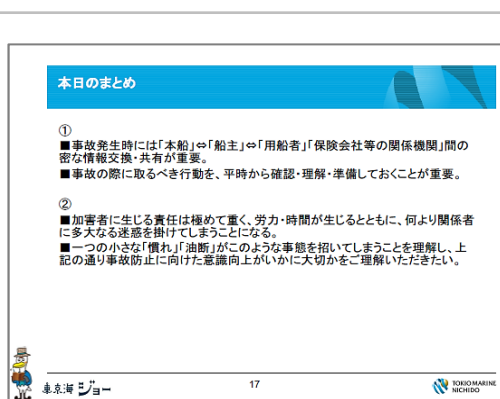 本日のまとめ
①
■事故発生時には｢本船｣⇔｢船主｣⇔｢用船者｣｢保険会社等の関係機関｣間の
密な情報交換・共有が重要。
■事故の際に取るべき行動を、平時から確認・理解・準備しておくことが重要。
②
■加害者に生じる責任は極めて重く、労力・時間が生じるとともに、何より関係者
に多大なる迷惑を掛けてしまうことになる。
■一つの小さな｢慣れ｣｢油断｣がこのような事態を招いてしまうことを理解し、上
記の通り事故防止に向けた意識向上がいかに大切かをご理解いただきたい。
東京海ジョー
17
TOKIO MARINE
NICHIDO